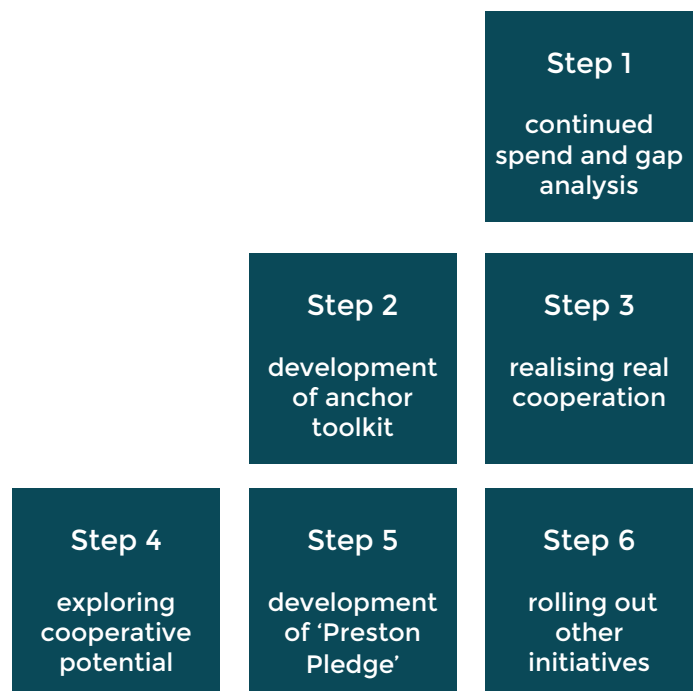 Step 1
continued
spend and gap
analysis
Step 2
development
of anchor
toolkit
Step 3
realising real
cooperation
Step 4
exploring
cooperative
potential
Step 5
development
of ‘Preston
Pledge’
Step 6
rolling out
other
initiatives